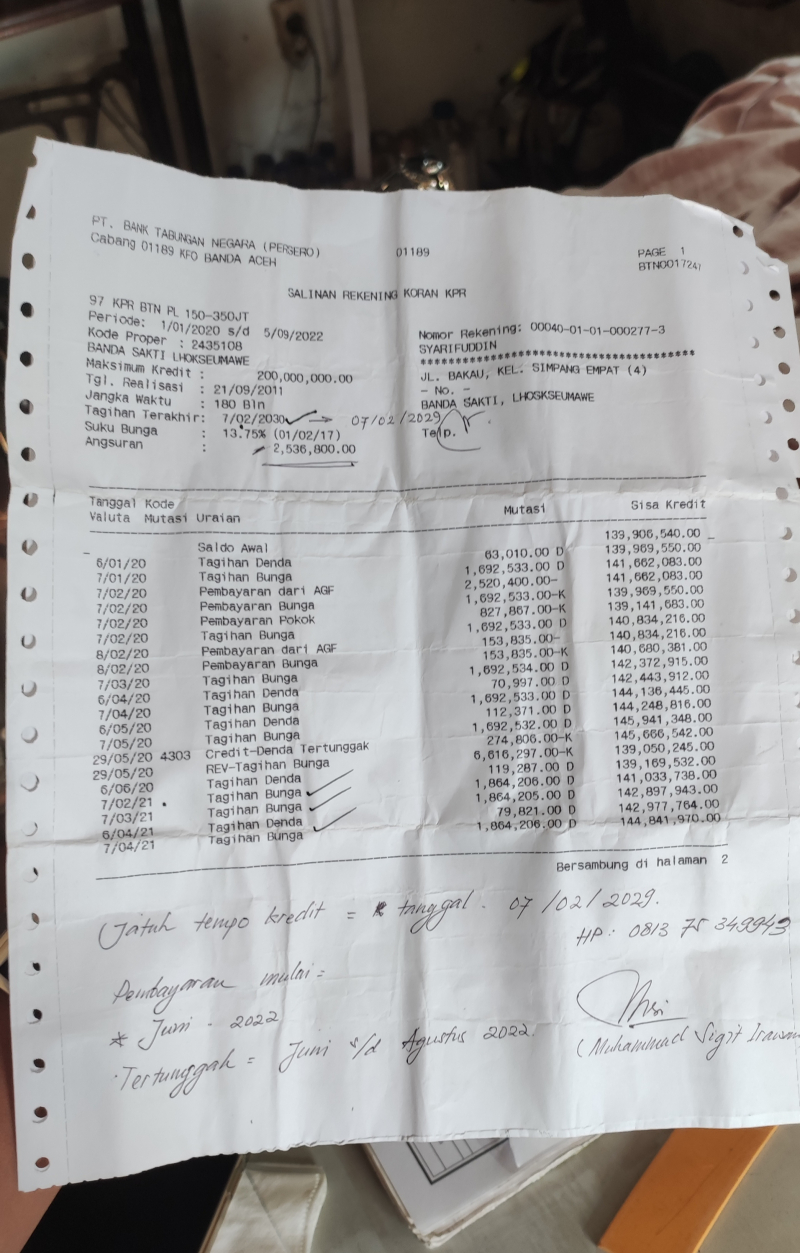 PT. BANK TABUNGAN NEGARA (PERSERO) 01189 PAGE 1
Cabang 01189 KFO BANDA ACEH BTN0017247
SALINAN REKENING KORAN KPR
97 KPR BTN PL 150-350JT
Periode: 1/01/2020 s/d 5/09/2022
Kode Proper : 2435108
BANDA SAKTI LHOKSEUMAWE
Maksimum Kredit : 200,000,000.00
Tgl. Realisasi : 21/09/2011
Jangka Waktu : 180 Bln
Tagihan Terakhir: 7/02/2030 → 07/02/2029
Suku Bunga : 13.75% (01/02/17)
Angsuran : 2,536,800.00
Nomor Rekening: 00040-01-01-000277-3
SYARIFUDDIN
****************************************
JL. BAKAU, KEL. SIMPANG EMPAT (4)
- No. -
BANDA SAKTI, LHOSKSEUMAWE
Telp.
Tanggal Kode
Valuta Mutasi Uraian Mutasi Sisa Kredit
Saldo Awal 139,906,540.00
6/01/20 Tagihan Denda 63,010.00 D 139,969,550.00
7/01/20 Tagihan Bunga 1,692,533.00 D 141,662,083.00
7/02/20 Pembayaran dari AGF 2,520,400.00- 141,662,083.00
7/02/20 Pembayaran Bunga 1,692,533.00-K 139,969,550.00
7/02/20 Pembayaran Pokok 827,867.00-K 139,141,683.00
7/02/20 Tagihan Bunga 1,692,533.00 D 140,834,216.00
8/02/20 Pembayaran dari AGF 153,835.00- 140,834,216.00
8/02/20 Pembayaran Bunga 153,835.00-K 140,680,381.00
7/03/20 Tagihan Bunga 1,692,534.00 D 142,372,915.00
6/04/20 Tagihan Denda 70,997.00 D 142,443,912.00
7/04/20 Tagihan Bunga 1,692,533.00 D 144,136,445.00
6/05/20 Tagihan Denda 112,371.00 D 144,248,816.00
7/05/20 Tagihan Bunga 1,692,532.00 D 145,941,348.00
29/05/20 4303 Credit-Denda Tertunggak 274,806.00-K 145,666,542.00
29/05/20 REV-Tagihan Bunga 6,616,297.00-K 139,050,245.00
6/06/20 Tagihan Denda 119,287.00 D 139,169,532.00
7/02/21 Tagihan Bunga 1,864,206.00 D 141,033,738.00
7/03/21 Tagihan Bunga 1,864,205.00 D 142,897,943.00
6/04/21 Tagihan Denda 79,821.00 D 142,977,764.00
7/04/21 Tagihan Bunga 1,864,206.00 D 144,841,970.00
Bersambung di halaman 2
Jatuh tempo kredit = tanggal. 07/02/2029.
HP: 0813 75 349943
Pembayaran mulai =
* Juni - 2022
Tertunggak = Juni s/d Agustus 2022.
(Muhammad Sigit Irawan